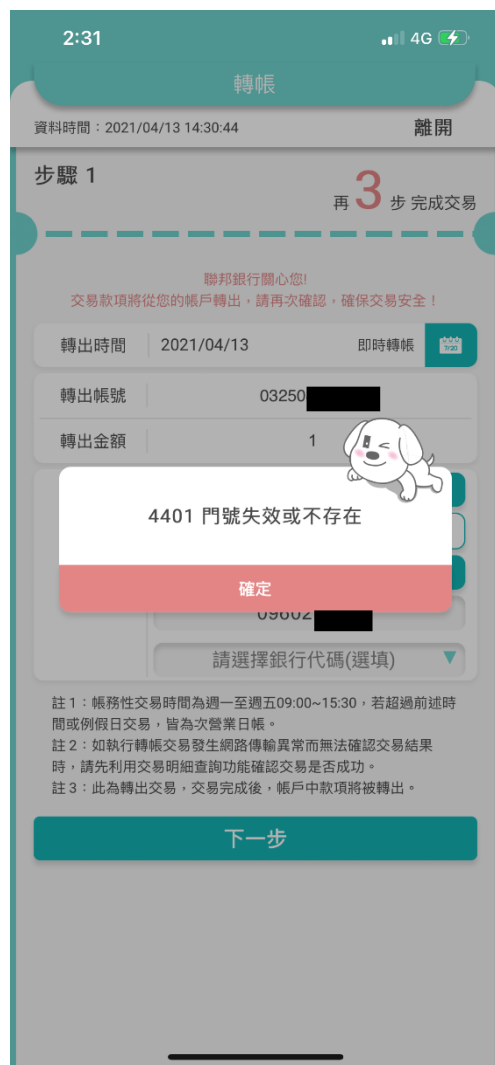 2:31
4G
轉帳
資料時間：2021/04/13 14:30:44
離開
步驟 1
再 3 步 完成交易
聯邦銀行關心您!
交易款項將從您的帳戶轉出，請再次確認，確保交易安全！
轉出時間 2021/04/13 即時轉帳
7/20
轉出帳號 03250
轉出金額 1
4401 門號失效或不存在
確定
09602
請選擇銀行代碼(選填)
註1：帳務性交易時間為週一至週五09:00~15:30，若超過前述時
間或例假日交易，皆為次營業日帳。
註2：如執行轉帳交易發生網路傳輸異常而無法確認交易結果
時，請先利用交易明細查詢功能確認交易是否成功。
註3：此為轉出交易，交易完成後，帳戶中款項將被轉出。
下一步